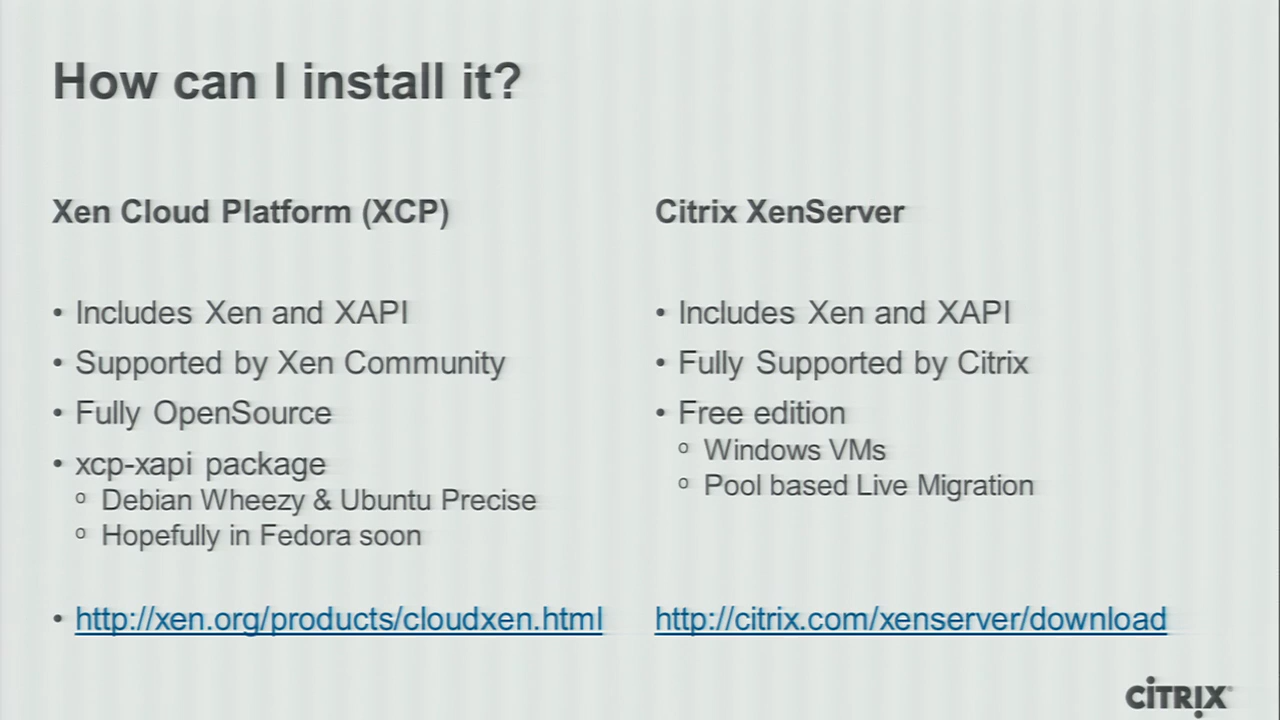 How can I install it?
Xen Cloud Platform (XCP)
• Includes Xen and XAPI
• Supported by Xen Community
• Fully OpenSource
• xcp-xapi package
o Debian Wheezy & Ubuntu Precise
o Hopefully in Fedora soon
• http://xen.org/products/cloudxen.html
Citrix XenServer
• Includes Xen and XAPI
• Fully Supported by Citrix
• Free edition
o Windows VMs
o Pool based Live Migration
http://citrix.com/xenserver/download
CITRIX